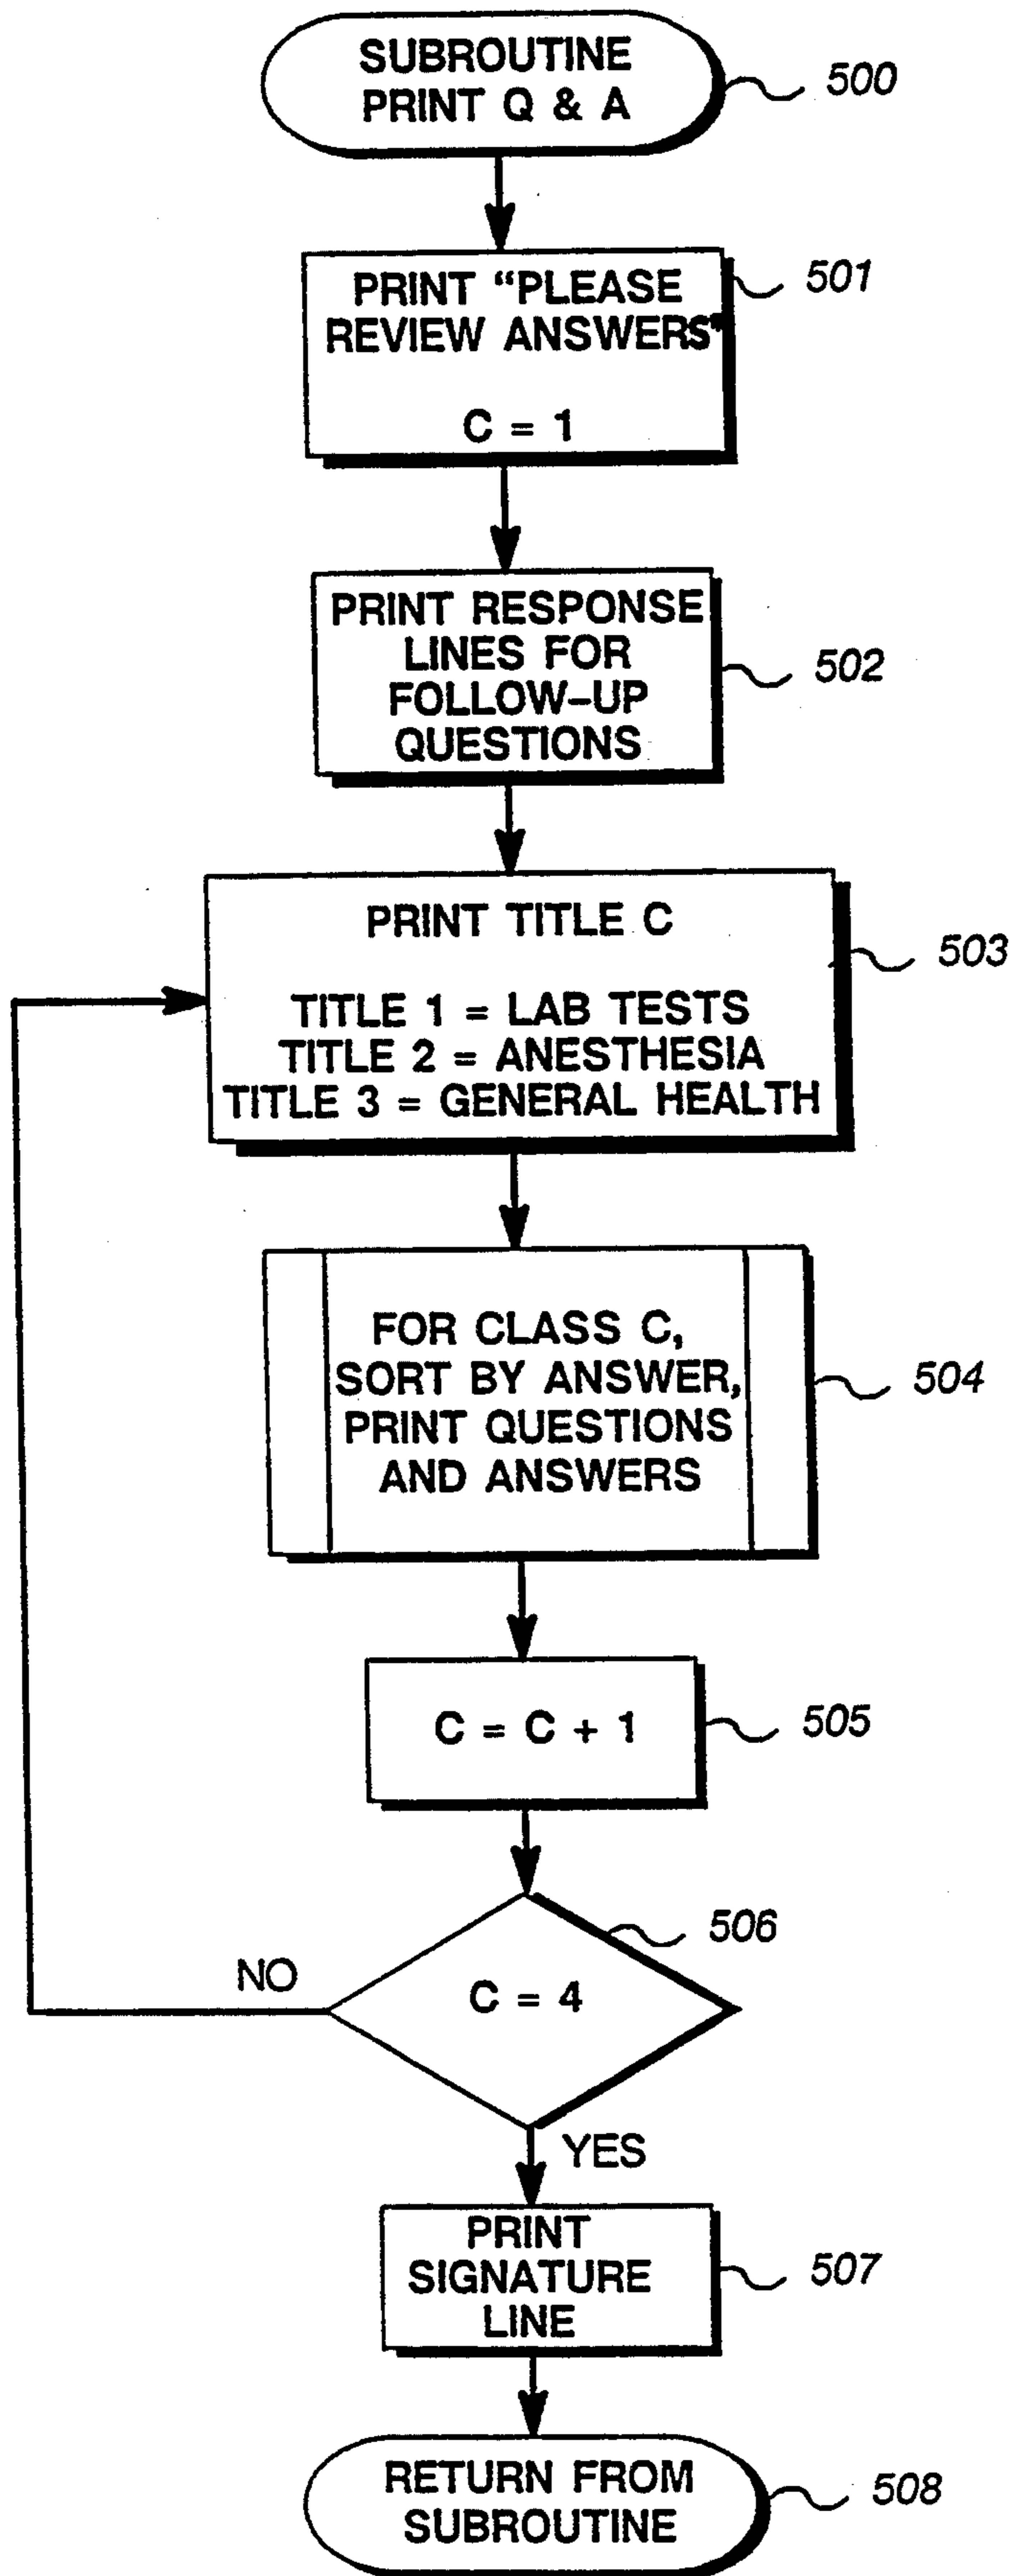 SUBROUTINE
PRINT Q & A
500
PRINT “PLEASE
REVIEW ANSWERS”
C = 1
501
PRINT RESPONSE
LINES FOR
FOLLOW–UP
QUESTIONS
502
PRINT TITLE C
TITLE 1 = LAB TESTS
TITLE 2 = ANESTHESIA
TITLE 3 = GENERAL HEALTH
503
FOR CLASS C,
SORT BY ANSWER,
PRINT QUESTIONS
AND ANSWERS
504
C = C + 1
505
C = 4
506
NO
YES
PRINT
SIGNATURE
LINE
507
RETURN FROM
SUBROUTINE
508